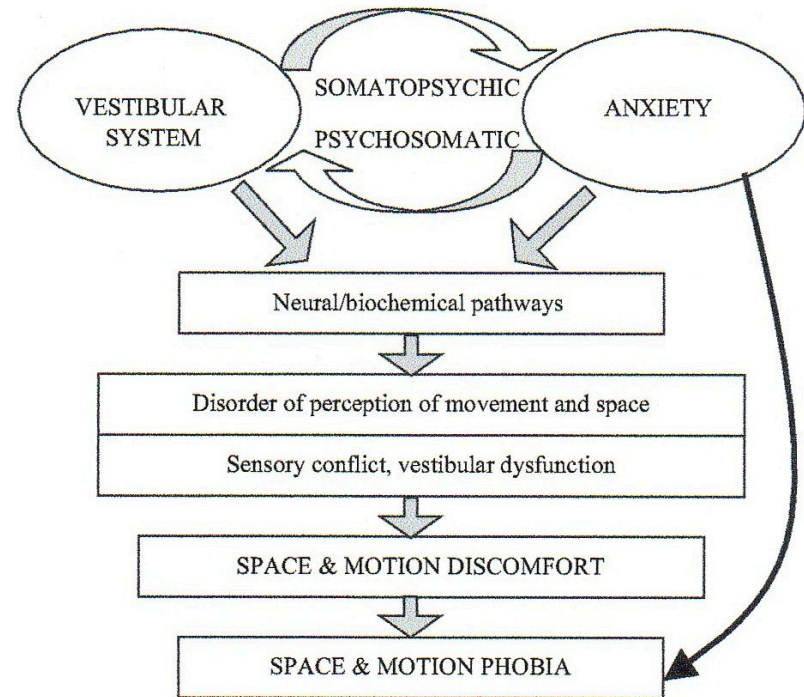 VESTIBULAR
SYSTEM
SOMATOPSYCHIC
PSYCHOSOMATIC
ANXIETY
Neural/biochemical pathways
Disorder of perception of movement and space
Sensory conflict, vestibular dysfunction
SPACE & MOTION DISCOMFORT
SPACE & MOTION PHOBIA